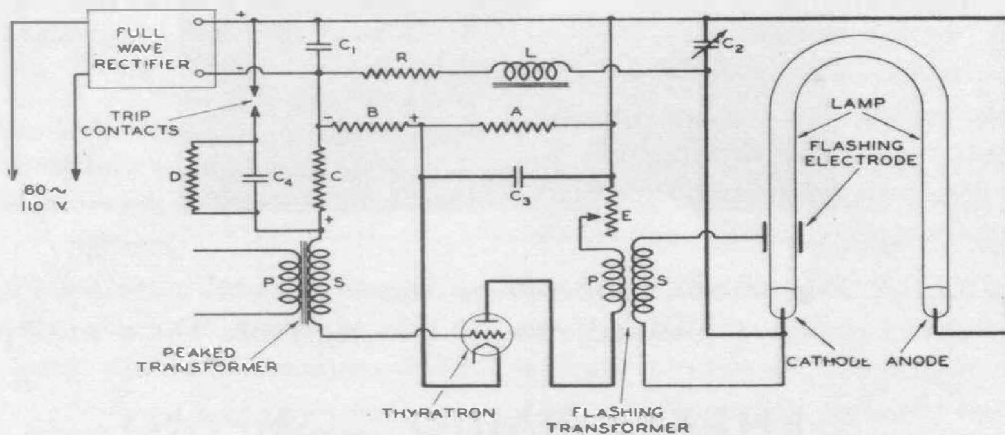 FULL
WAVE
RECTIFIER
+
-
C1
R
L
C2
TRIP
CONTACTS
- B +
A
LAMP
FLASHING
ELECTRODE
D
C4
C
C3
E
60~
110 V
+
P
S
P
S
PEAKED
TRANSFORMER
CATHODE
ANODE
THYRATRON
FLASHING
TRANSFORMER